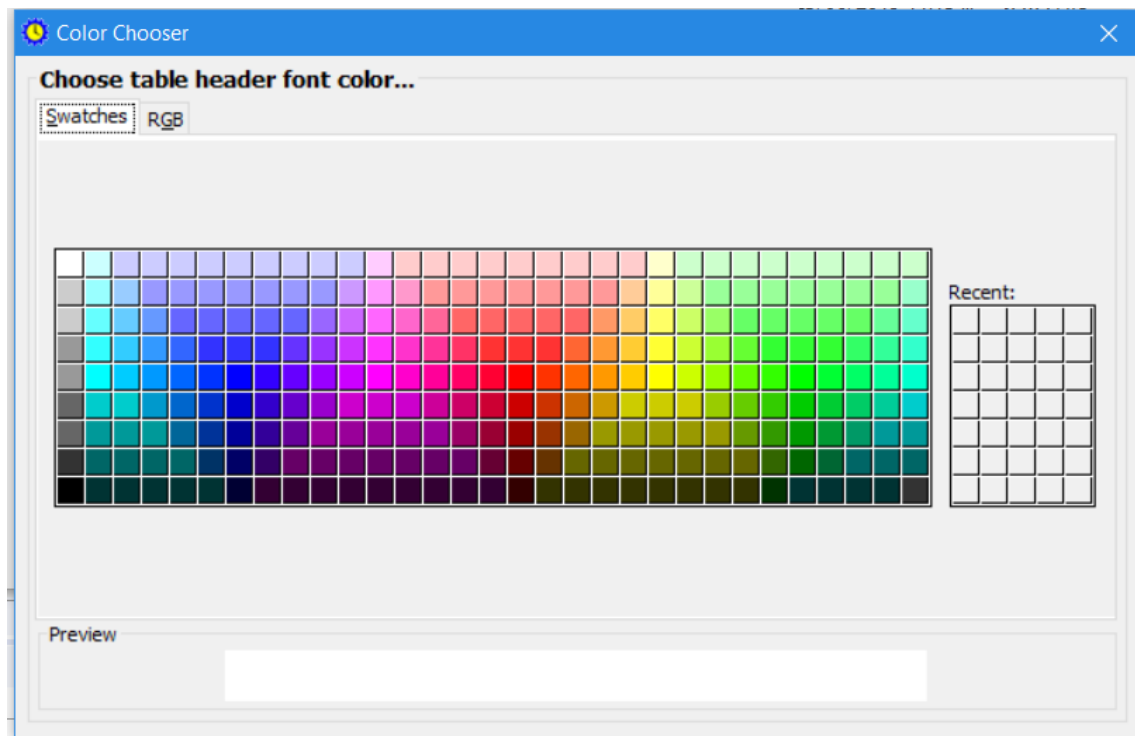 Color Chooser
Choose table header font color...
Swatches RGB
Recent:
Preview